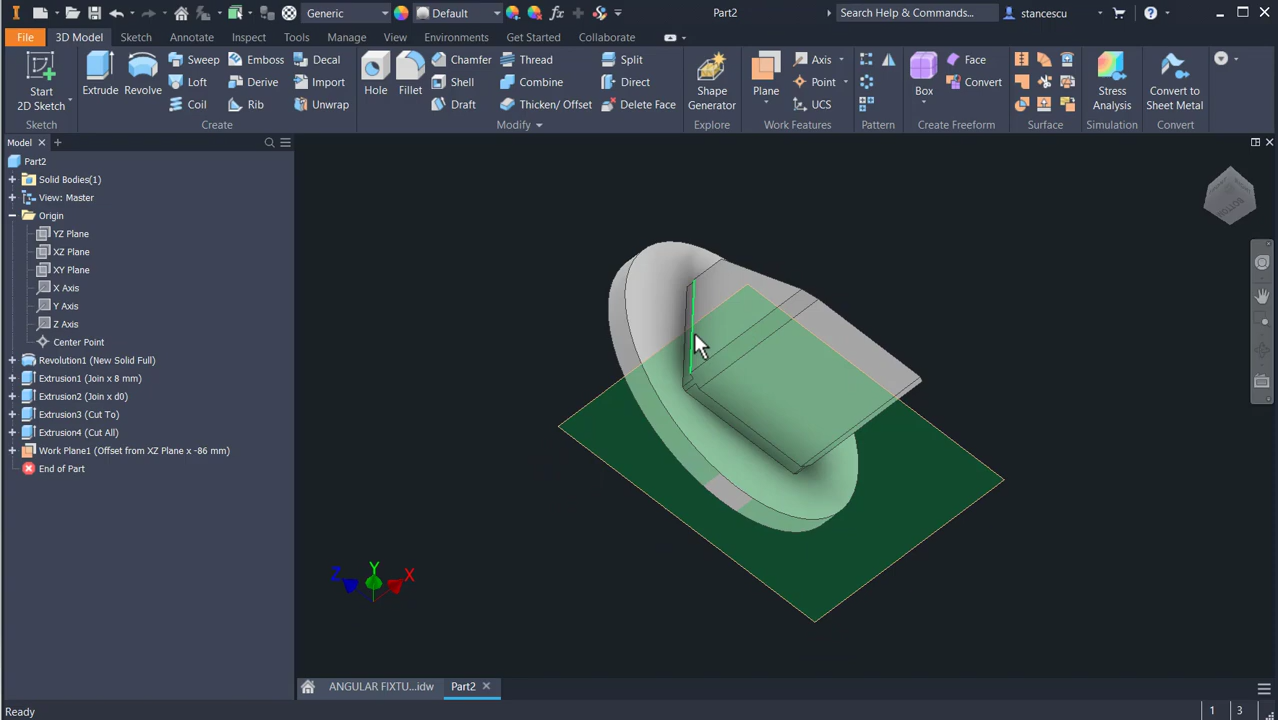 Generic
Default
fx
Part2
Search Help & Commands...
stancescu
File
3D Model
Sketch
Annotate
Inspect
Tools
Manage
View
Environments
Get Started
Collaborate
Start
2D Sketch
Extrude
Revolve
Sweep
Emboss
Decal
Loft
Derive
Import
Coil
Rib
Unwrap
Hole
Fillet
Chamfer
Thread
Split
Shell
Combine
Direct
Draft
Thicken/ Offset
Delete Face
Shape
Generator
Plane
Axis
Point
UCS
Box
Face
Convert
Stress
Analysis
Convert to
Sheet Metal
Sketch
Create
Modify
Explore
Work Features
Pattern
Create Freeform
Surface
Simulation
Convert
Model
Part2
Solid Bodies(1)
View: Master
Origin
YZ Plane
XZ Plane
XY Plane
X Axis
Y Axis
Z Axis
Center Point
Revolution1 (New Solid Full)
Extrusion1 (Join x 8 mm)
Extrusion2 (Join x d0)
Extrusion3 (Cut To)
Extrusion4 (Cut All)
Work Plane1 (Offset from XZ Plane x -86 mm)
End of Part
BOTTOM
Z
Y
X
ANGULAR FIXTU...idw
Part2
Ready
1
3